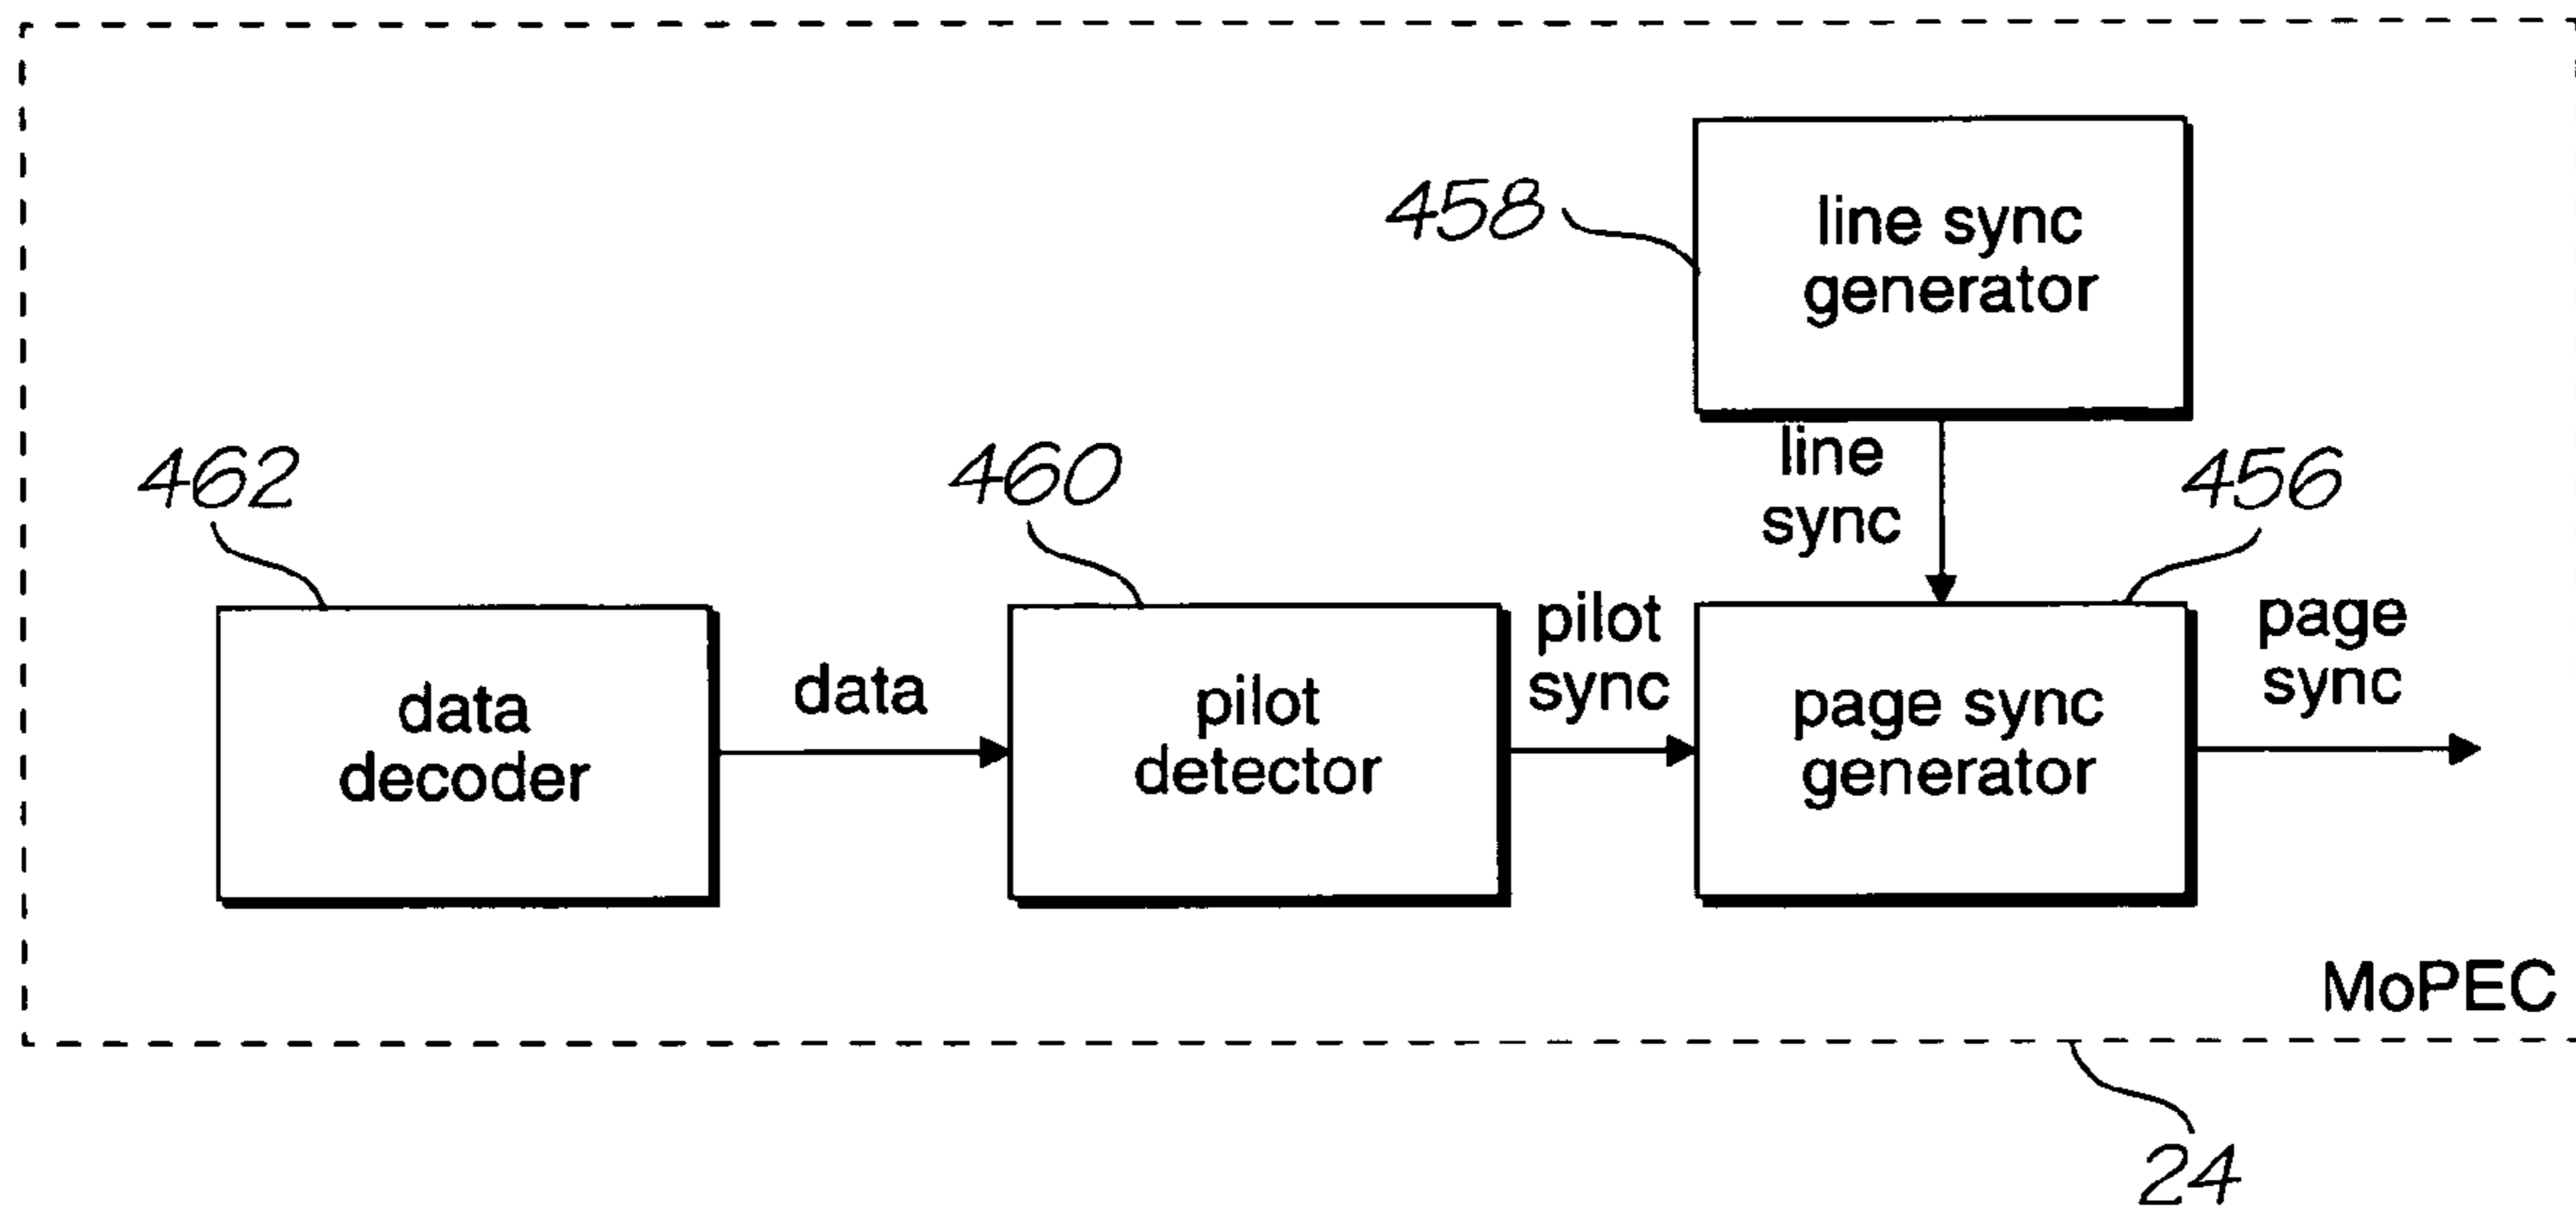 458
line sync
generator
line
sync
462
460
456
data
decoder
data
pilot
detector
pilot
sync
page sync
generator
page
sync
MoPEC
24